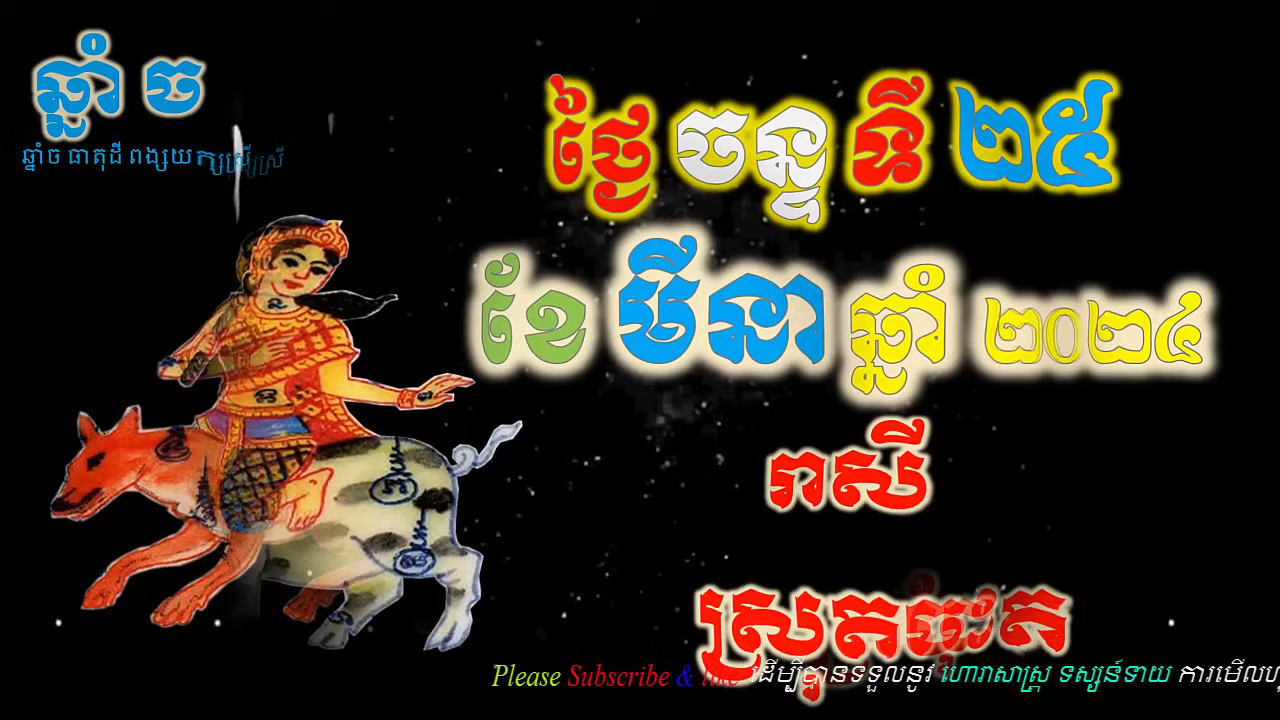 ឆ្នាំ ច
ឆ្នាំច ធាតុដី ពង្សយក្សស្រី
ថ្ងៃ ចន្ទ ទី ២៥
ខែ មីនា ឆ្នាំ ២០២៤
រាសី
ស្រុតចុះ
Please Subscribe & like ដើម្បីបានទទួលនូវ ហោរាសាស្ត្រ ទស្សន៍ទាយ ការមើល